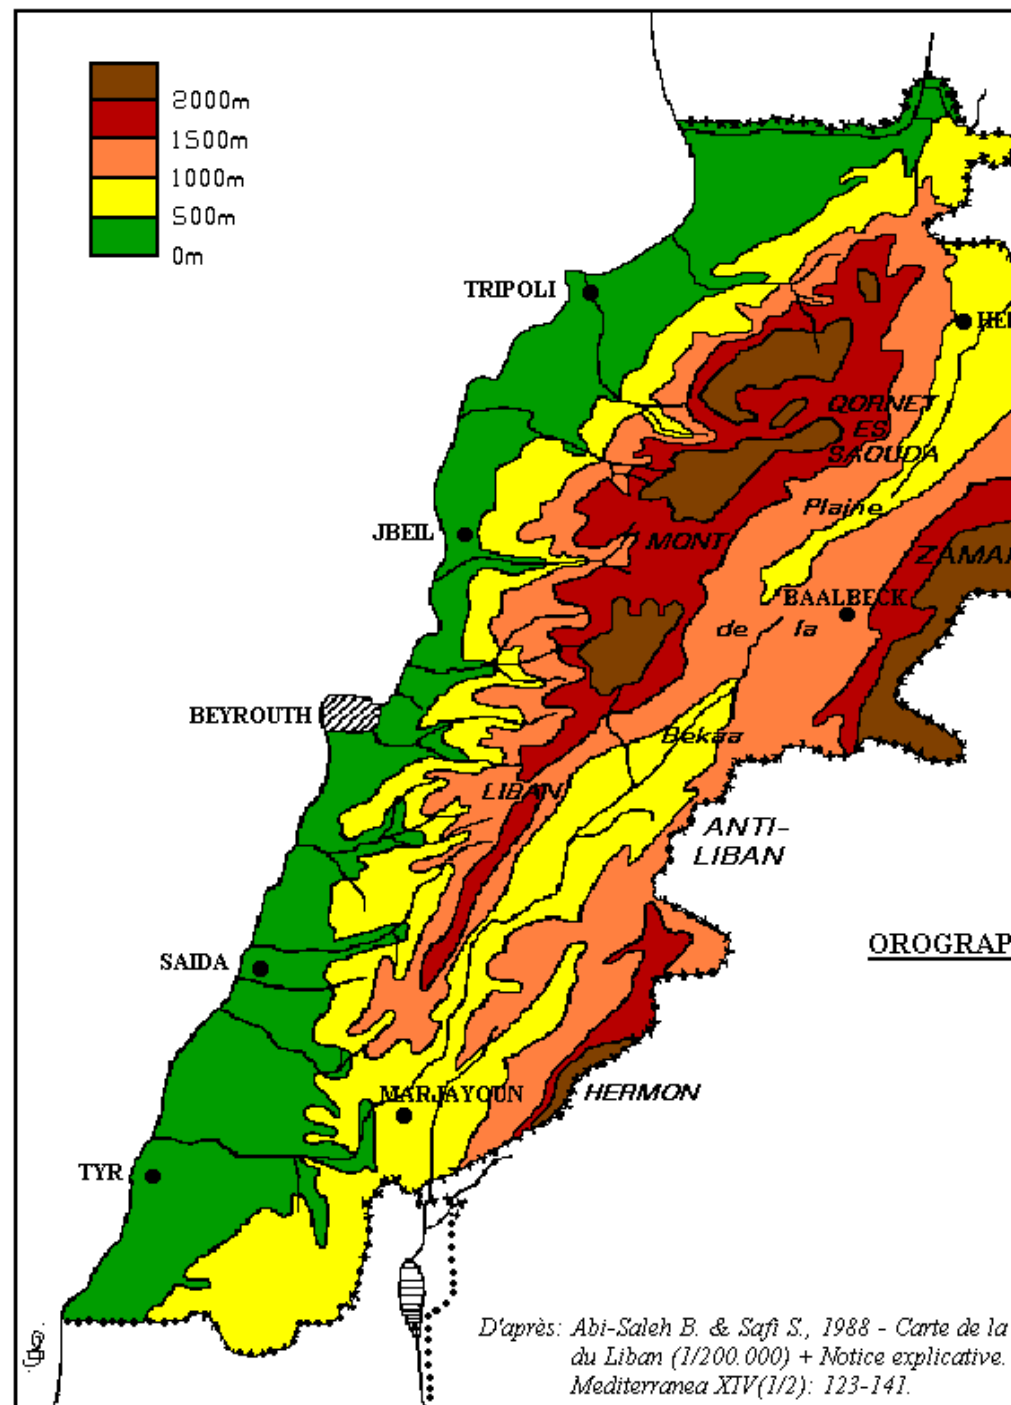 2000m
1500m
1000m
500m
0m
TRIPOLI
HE
QORNET
ES
SAOUDA
Plaine
JBEIL
MONT
ZAMA
BAALBECK
de la
BEYROUTH
Békaa
LIBAN
ANTI-
LIBAN
OROGRAP
SAIDA
HERMON
MARJAYOUN
TYR
D'après: Abi-Saleh B. & Safi S., 1988 - Carte de la
du Liban (1/200.000) + Notice explicative.
Mediterranea XIV(1/2): 123-141.